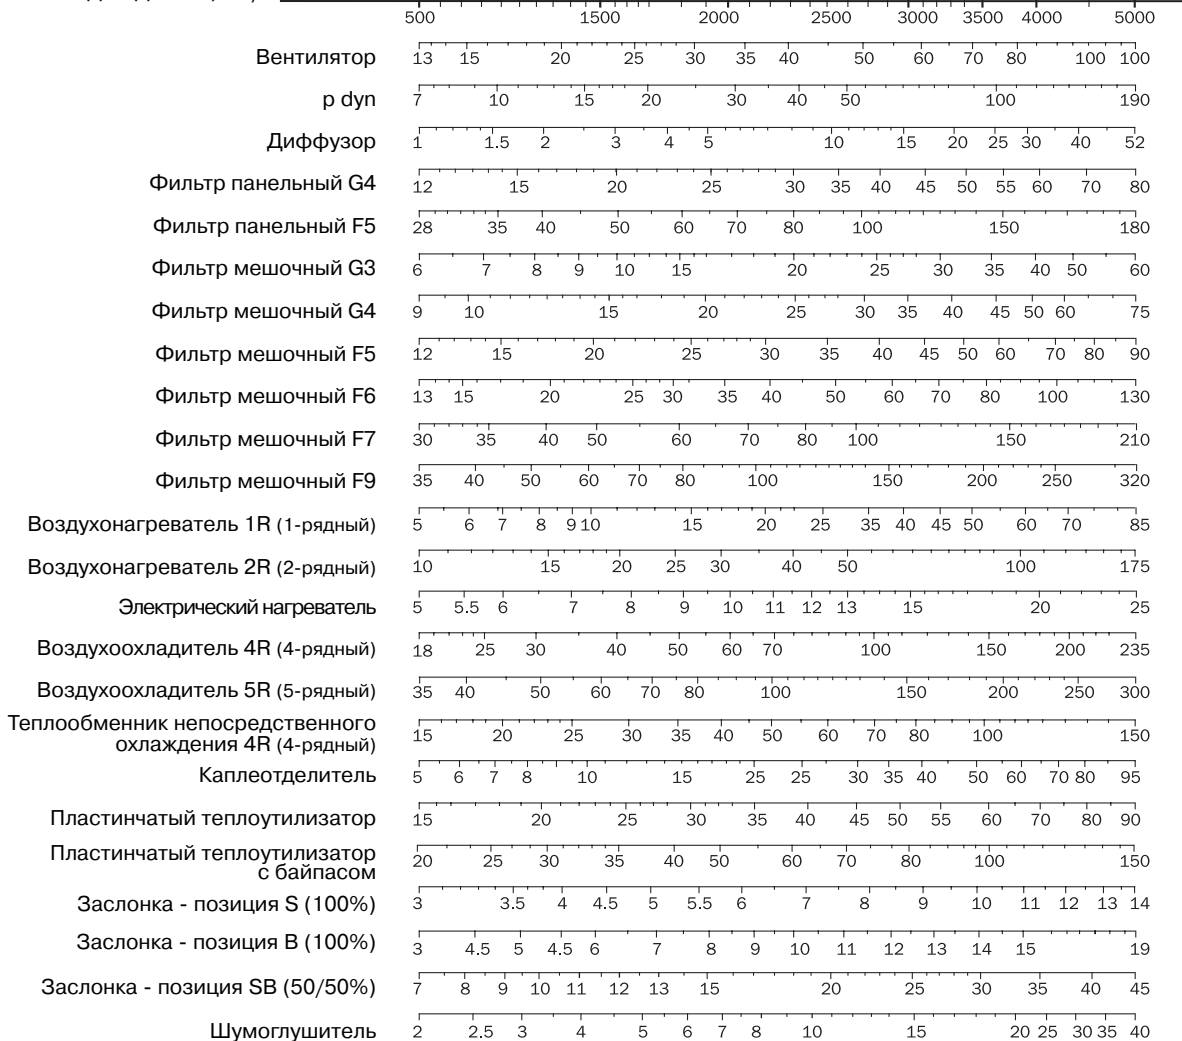 500 1500 2000 2500 3000 3500 4000 5000
Вентилятор 13 15 20 25 30 35 40 50 60 70 80 100 100
p dyn 7 10 15 20 30 40 50 100 190
Диффузор 1 1.5 2 3 4 5 10 15 20 25 30 40 52
Фильтр панельный G4 12 15 20 25 30 35 40 45 50 55 60 70 80
Фильтр панельный F5 28 35 40 50 60 70 80 100 150 180
Фильтр мешочный G3 6 7 8 9 10 15 20 25 30 35 40 50 60
Фильтр мешочный G4 9 10 15 20 25 30 35 40 45 50 60 75
Фильтр мешочный F5 12 15 20 25 30 35 40 45 50 60 70 80 90
Фильтр мешочный F6 13 15 20 25 30 35 40 50 60 70 80 100 130
Фильтр мешочный F7 30 35 40 50 60 70 80 100 150 210
Фильтр мешочный F9 35 40 50 60 70 80 100 150 200 250 320
Воздухонагреватель 1R (1-рядный) 5 6 7 8 9 10 15 20 25 35 40 45 50 60 70 85
Воздухонагреватель 2R (2-рядный) 10 15 20 25 30 40 50 100 175
Электрический нагреватель 5 5.5 6 7 8 9 10 11 12 13 15 20 25
Воздухоохладитель 4R (4-рядный) 18 25 30 40 50 60 70 100 150 200 235
Воздухоохладитель 5R (5-рядный) 35 40 50 60 70 80 100 150 200 250 300
Теплообменник непосредственного
охлаждения 4R (4-рядный) 15 20 25 30 35 40 50 60 70 80 100 150
Каплеотделитель 5 6 7 8 10 15 25 25 30 35 40 50 60 70 80 95
Пластинчатый теплоутилизатор 15 20 25 30 35 40 45 50 55 60 70 80 90
Пластинчатый теплоутилизатор
с байпасом 20 25 30 35 40 50 60 70 80 100 150
Заслонка - позиция S (100%) 3 3.5 4 4.5 5 5.5 6 7 8 9 10 11 12 13 14
Заслонка - позиция B (100%) 3 4.5 5 4.5 6 7 8 9 10 11 12 13 14 15 19
Заслонка - позиция SB (50/50%) 7 8 9 10 11 12 13 15 20 25 30 35 40 45
Шумоглушитель 2 2.5 3 4 5 6 7 8 10 15 20 25 30 35 40